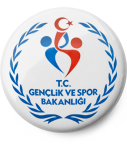 T.C.
GENÇLİK VE SPOR
BAKANLIĞI